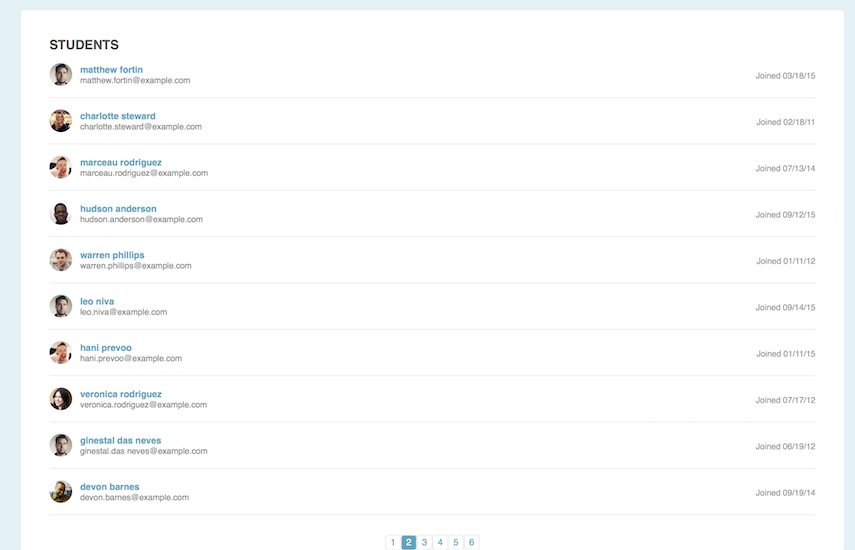 STUDENTS
matthew fortin
matthew.fortin@example.com
Joined 03/18/15
charlotte steward
charlotte.steward@example.com
Joined 02/18/11
marceau rodriguez
marceau.rodriguez@example.com
Joined 07/13/14
hudson anderson
hudson.anderson@example.com
Joined 09/12/15
warren phillips
warren.phillips@example.com
Joined 01/11/12
leo niva
leo.niva@example.com
Joined 09/14/15
hani prevoo
hani.prevoo@example.com
Joined 01/11/15
veronica rodriguez
veronica.rodriguez@example.com
Joined 07/17/12
ginestal das neves
ginestal.das neves@example.com
Joined 06/19/12
devon barnes
devon.barnes@example.com
Joined 09/19/14
1 2 3 4 5 6